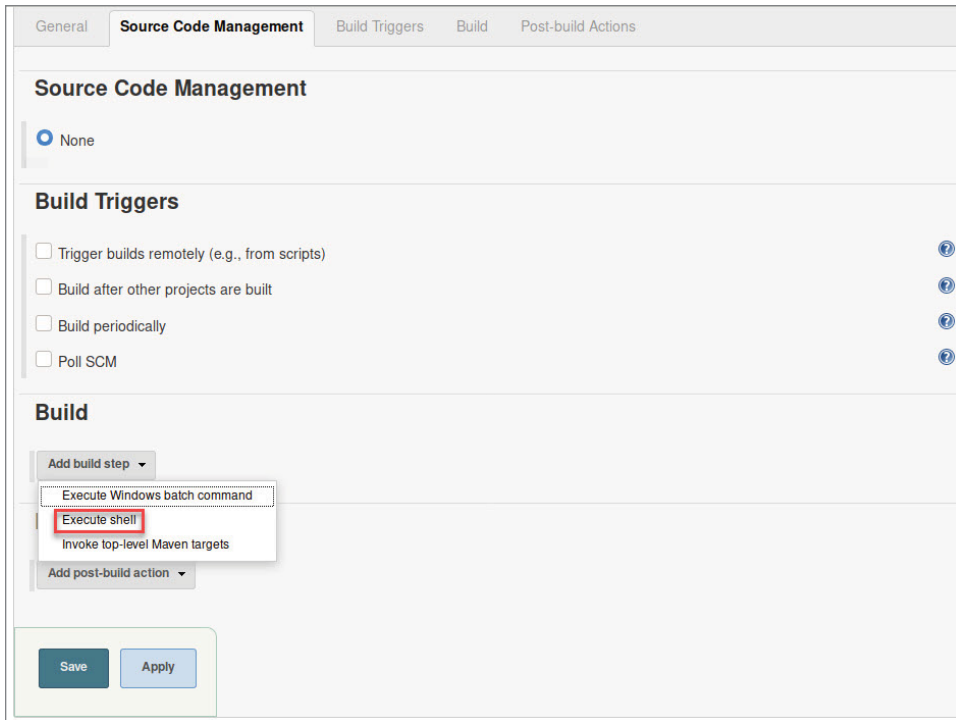 General Source Code Management Build Triggers Build Post-build Actions
Source Code Management
None
Build Triggers
Trigger builds remotely (e.g., from scripts)
Build after other projects are built
Build periodically
Poll SCM
Build
Add build step
Execute Windows batch command
Execute shell
Invoke top-level Maven targets
Add post-build action
Save Apply